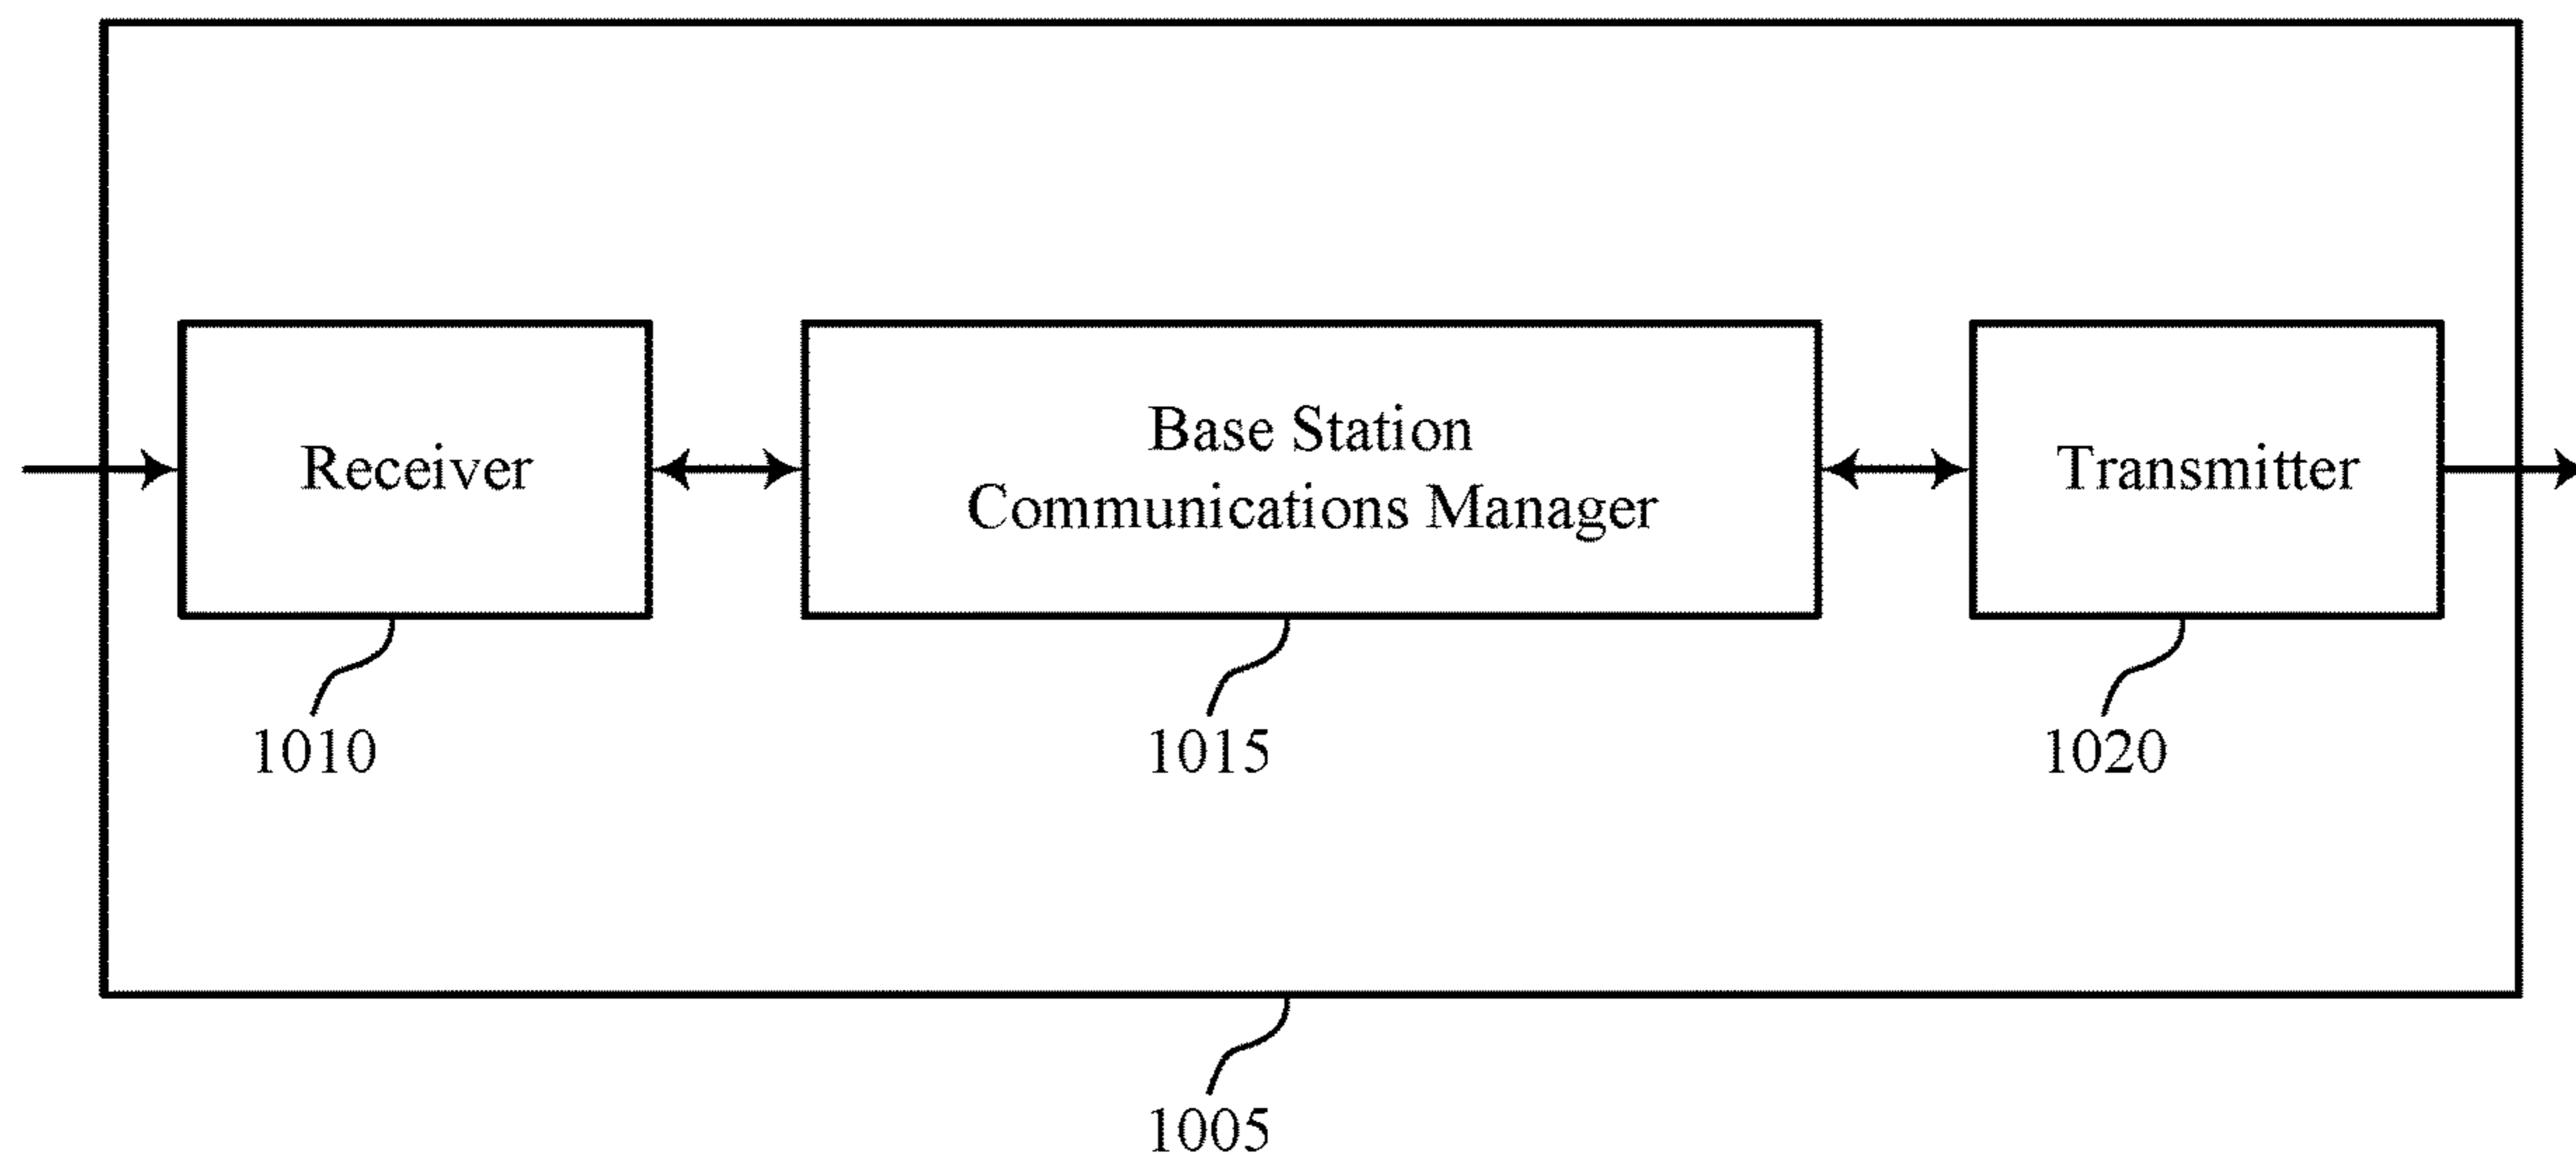 Receiver
Base Station
Communications Manager
Transmitter
1010
1015
1020
1005